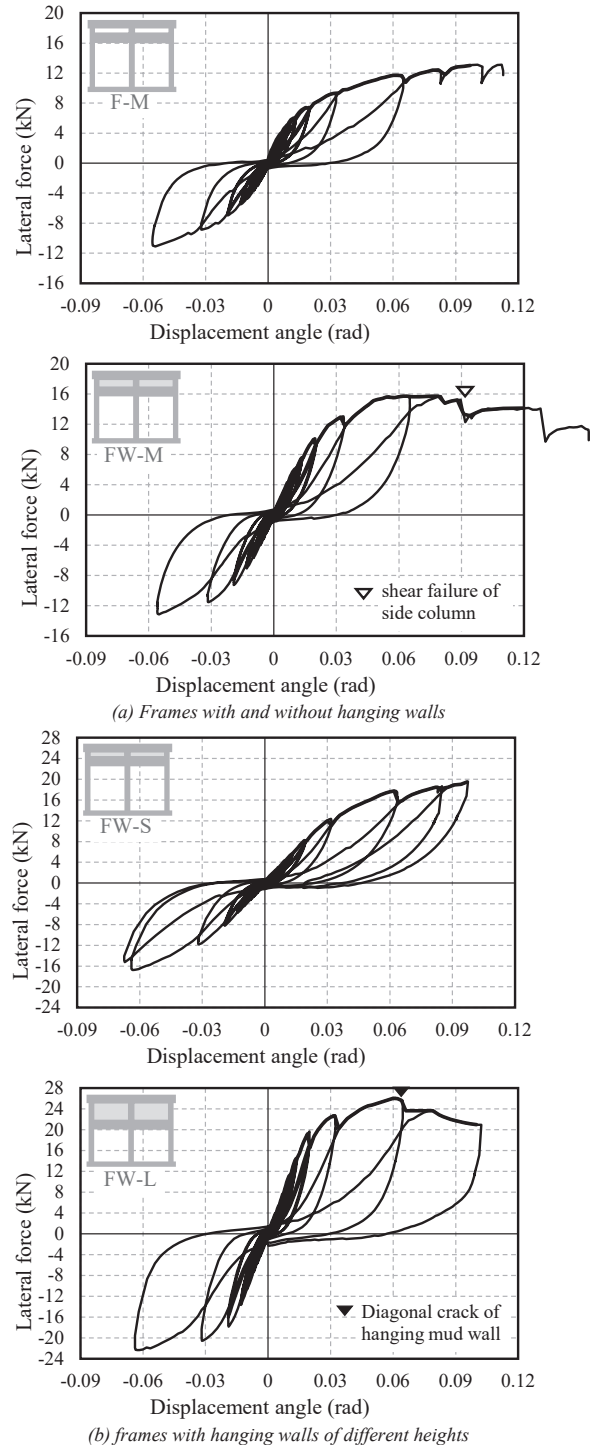 20
16
12
8
4
0
-4
-8
-12
-16
Lateral force (kN)
F-M
-0.09 -0.06 -0.03 0 0.03 0.06 0.09 0.12
Displacement angle (rad)
20
16
12
8
4
0
-4
-8
-12
-16
Lateral force (kN)
FW-M
shear failure of
side column
-0.09 -0.06 -0.03 0 0.03 0.06 0.09 0.12
Displacement angle (rad)
(a) Frames with and without hanging walls
28
24
20
16
12
8
4
0
-4
-8
-12
-16
-20
-24
Lateral force (kN)
FW-S
-0.09 -0.06 -0.03 0 0.03 0.06 0.09 0.12
Displacement angle (rad)
28
24
20
16
12
8
4
0
-4
-8
-12
-16
-20
-24
Lateral force (kN)
FW-L
Diagonal crack of
hanging mud wall
-0.09 -0.06 -0.03 0 0.03 0.06 0.09 0.12
Displacement angle (rad)
(b) frames with hanging walls of different heights